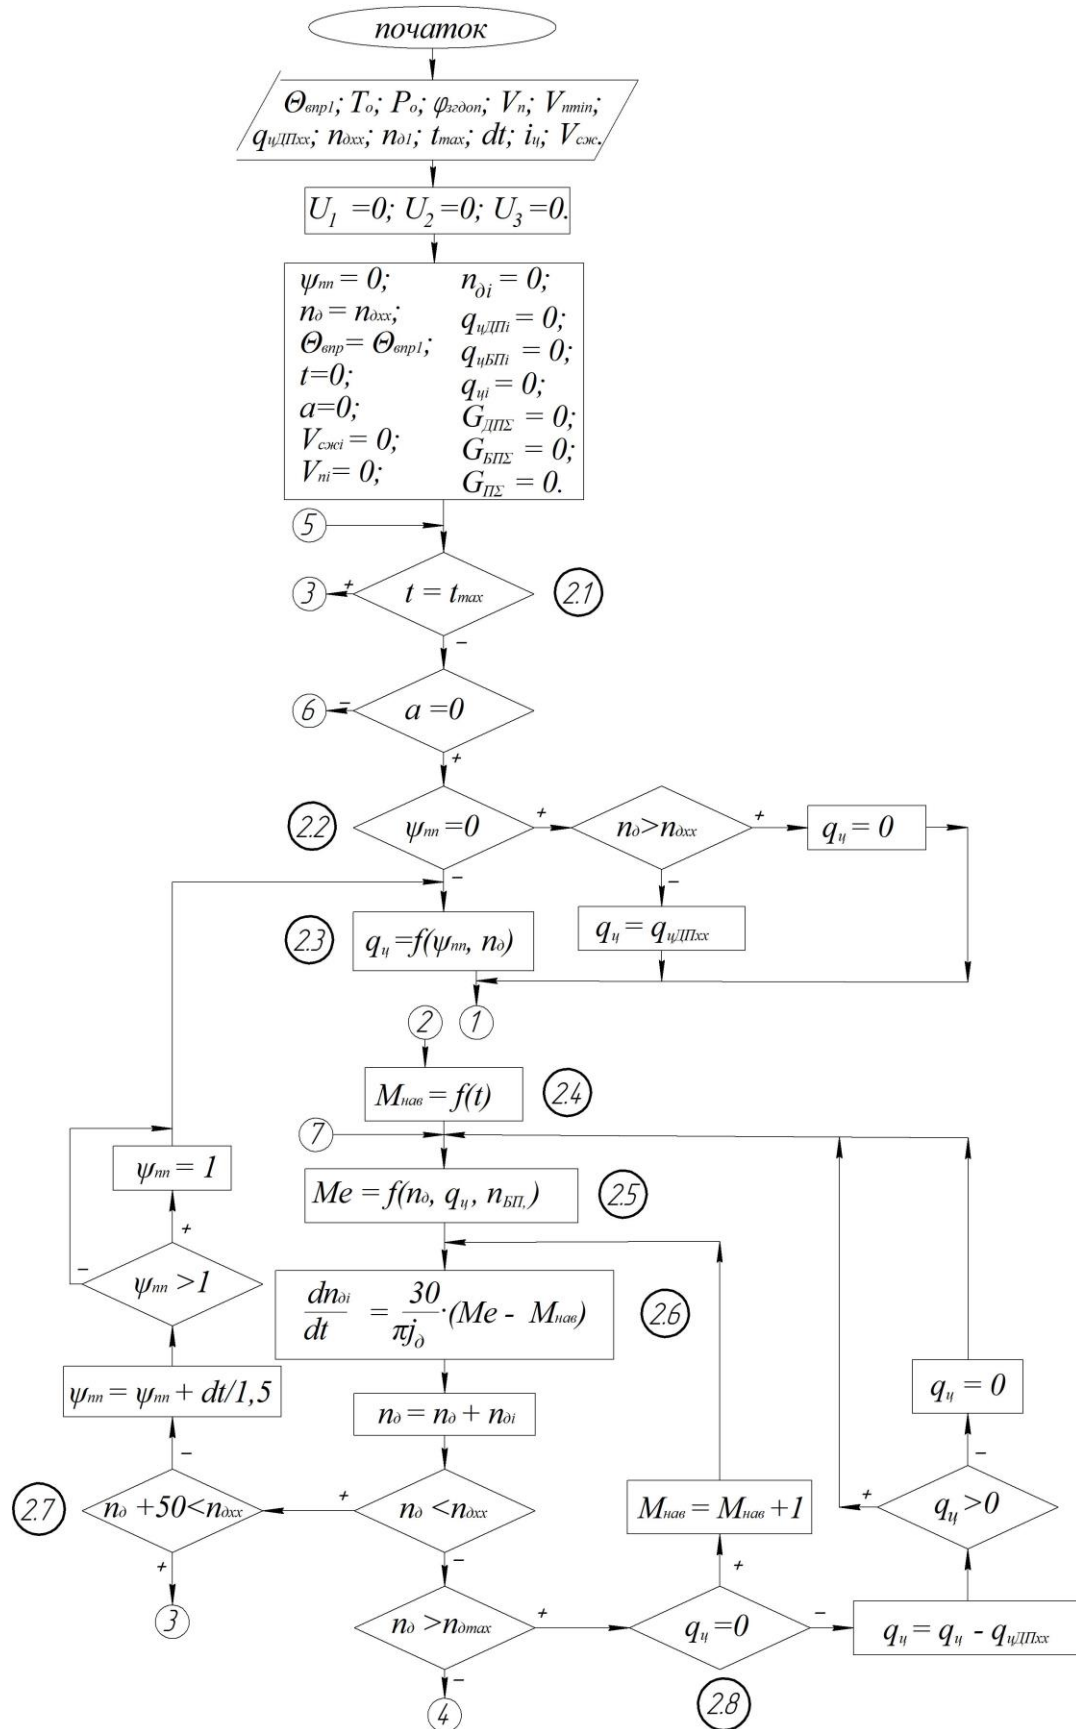 початок
Θвпр1; Tо; Pо; φзгдоп; Vп; Vпmin;
qцДПхх; nдхх; nд1; tmax; dt; iц; Vсж.
U1 =0; U2 =0; U3 =0.
ψпп = 0;
nд = nдхх;
Θвпр = Θвпр1;
t=0;
a=0;
Vсжі = 0;
Vпі = 0;
nді = 0;
qцДПі = 0;
qцБПі = 0;
qці = 0;
GДПΣ = 0;
GБПΣ = 0;
GПΣ = 0.
5
3
+
t = tmax
2.1
–
6
–
a =0
+
2.2
ψпп =0
+
nд>nдхх
+
qц = 0
–
–
2.3
qц =f(ψпп, nд)
qц = qцДПхх
2
1
Mнав = f(t)
2.4
7
ψпп = 1
Me = f(nд, qц, nБП,)
2.5
+
–
ψпп >1
dnді/dt = 30/πjд·(Me - Mнав)
2.6
ψпп = ψпп + dt/1,5
nд = nд + nді
qц = 0
–
–
2.7
nд +50<nдхх
+
nд <nдхх
Mнав = Mнав +1
+
qц >0
+
–
+
3
nд >nдmax
+
qц =0
–
qц = qц - qцДПхх
–
4
2.8